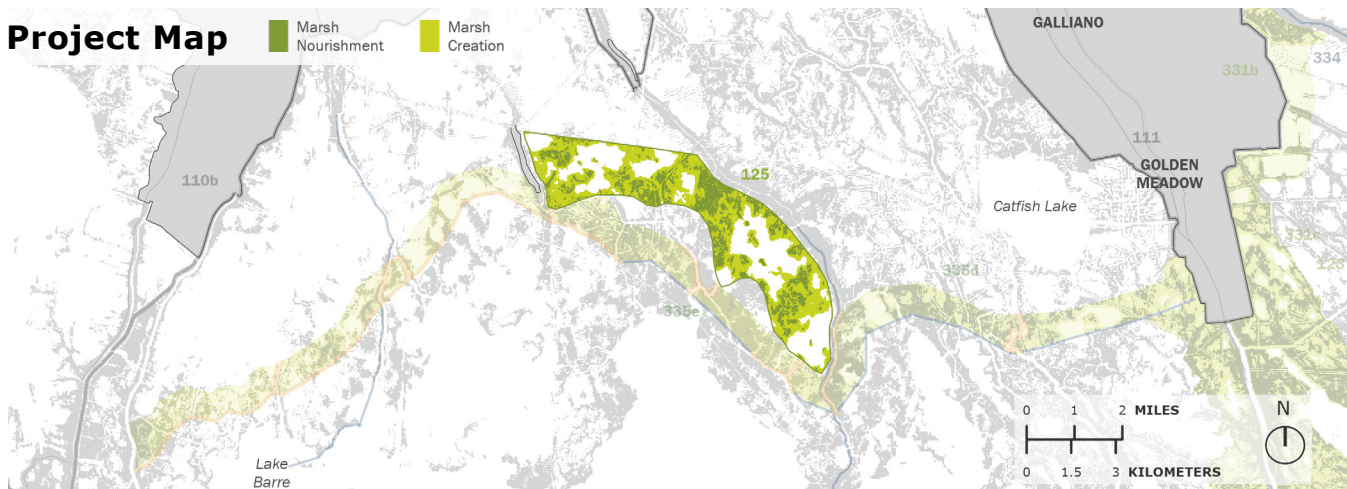 Project Map
Marsh
Nourishment
Marsh
Creation
GALLIANO
334
331b
111
110b
125
GOLDEN
MEADOW
Catfish Lake
335d
335e
0 1 2 MILES
0 1.5 3 KILOMETERS
N
Lake
Barre